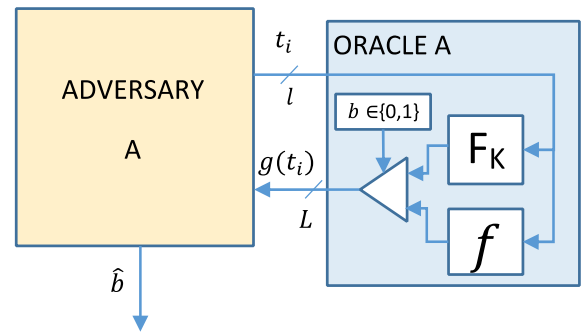 ADVERSARY
A
t_i
l
g(t_i)
L
b̂
ORACLE A
b ∈{0,1}
F_K
f